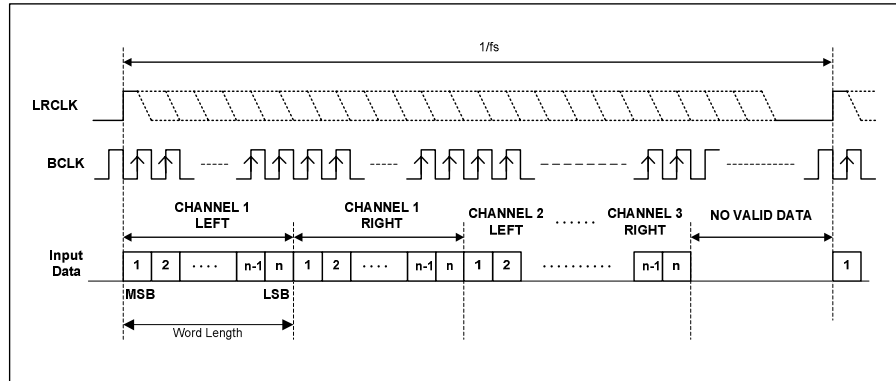 1/fs
LRCLK
BCLK
CHANNEL 1
LEFT
CHANNEL 1
RIGHT
CHANNEL 2
LEFT
······
CHANNEL 3
RIGHT
NO VALID DATA
Input
Data
1 2 ···· n-1 n 1 2 ···· n-1 n 1 2 ·········· n-1 n 1
MSB LSB
Word Length